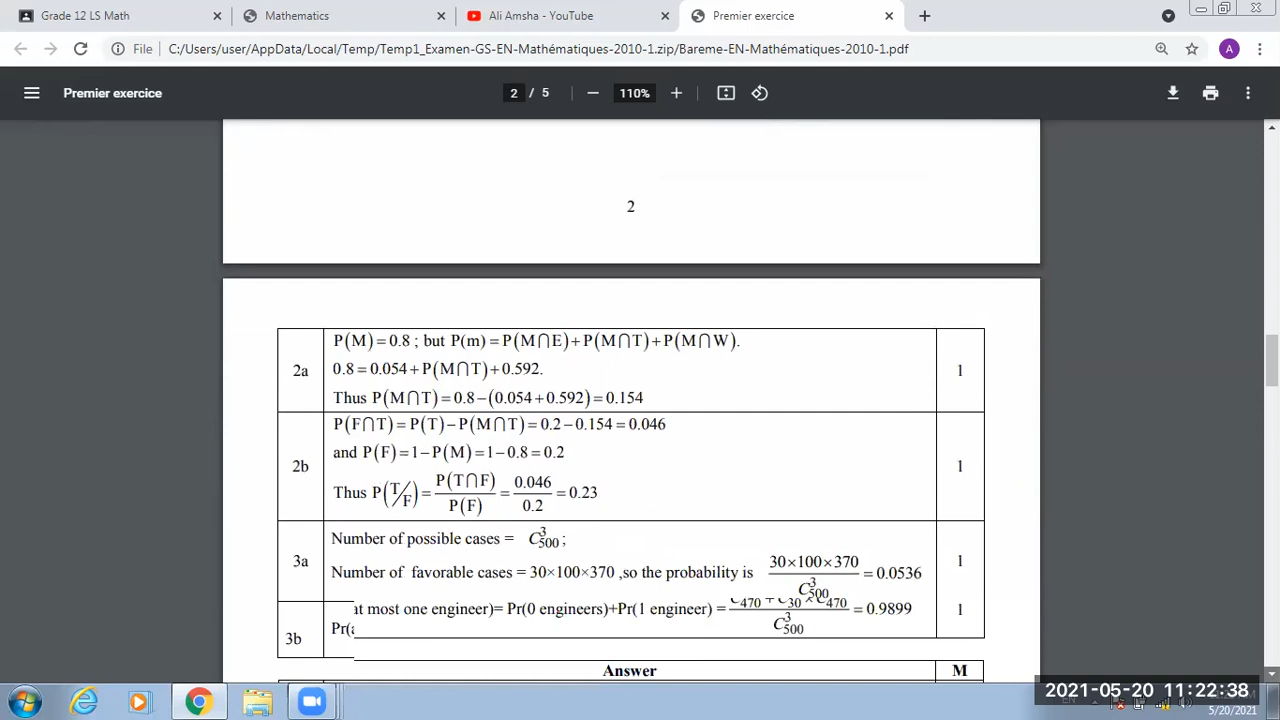 Grade 12 LS Math
Mathematics
Ali Amsha - YouTube
Premier exercice
File C:/Users/user/AppData/Local/Temp/Temp1_Examen-GS-EN-Mathématiques-2010-1.zip/Bareme-EN-Mathématiques-2010-1.pdf
A
Premier exercice
2 / 5
110%
2
2a
P(M) = 0.8 ; but P(m) = P(M∩E)+P(M∩T)+P(M∩W).
0.8 = 0.054 + P(M∩T) + 0.592.
Thus P(M∩T) = 0.8 – (0.054 + 0.592) = 0.154
1
2b
P(F∩T) = P(T) – P(M∩T) = 0.2 – 0.154 = 0.046
and P(F) = 1 – P(M) = 1 – 0.8 = 0.2
Thus P(T/F) = P(T∩F)/P(F) = 0.046/0.2 = 0.23
1
3a
Number of possible cases = C³₅₀₀ ;
Number of favorable cases = 30×100×370 ,so the probability is 30×100×370/C³₅₀₀ = 0.0536
1
3b
at most one engineer)= Pr(0 engineers)+Pr(1 engineer) = C₄₇₀ + C₃₀ × C₄₇₀/C³₅₀₀ = 0.9899
Pr(a
1
Answer
M
2021-05-20 11:22:38
5/20/2021